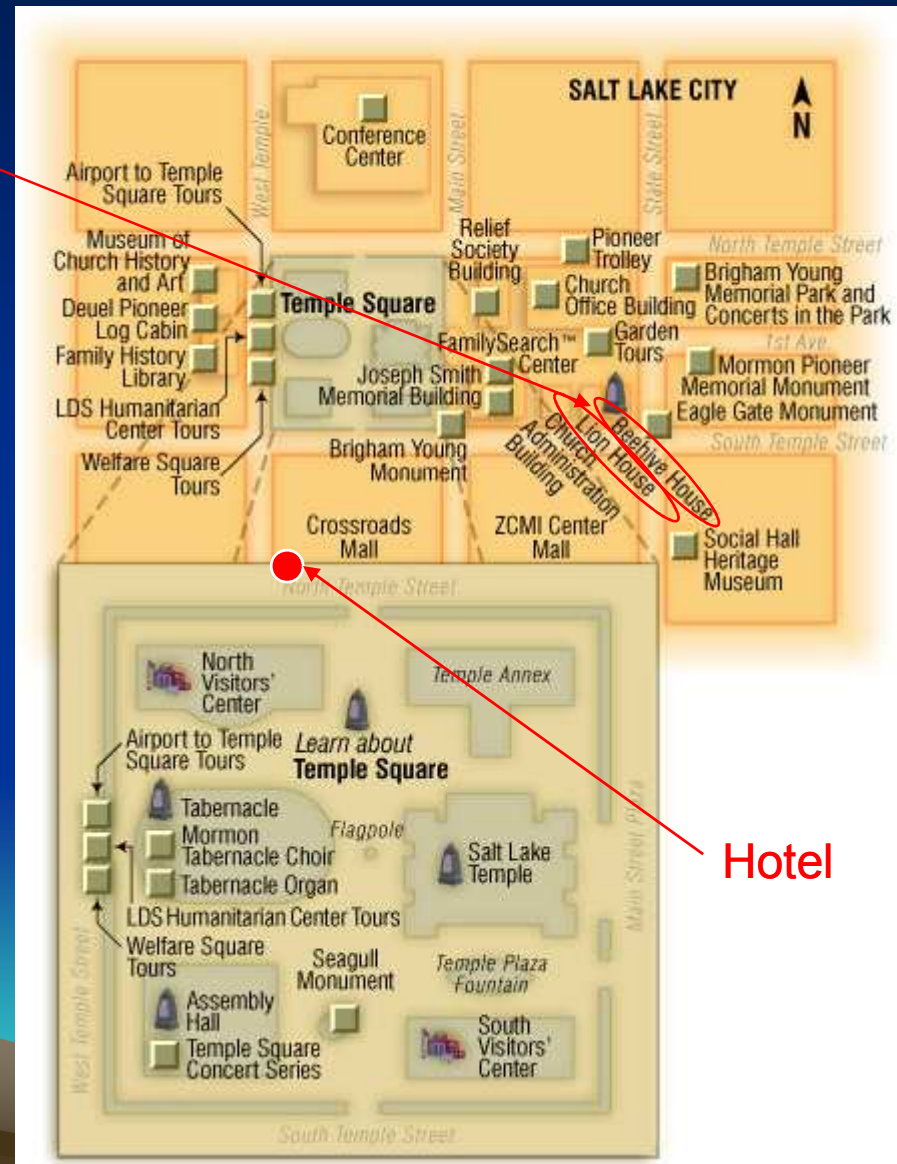 SALT LAKE CITY
N
Conference
Center
West Temple
Main Street
State Street
Airport to Temple
Square Tours
Museum of
Church History
and Art
Deuel Pioneer
Log Cabin
Family History
Library
LDS Humanitarian
Center Tours
Welfare Square
Tours
Temple Square
Relief
Society
Building
Pioneer
Trolley
Church
Office Building
North Temple Street
Brigham Young
Memorial Park and
Concerts in the Park
FamilySearch™
Center
Garden
Tours
1st Ave
Joseph Smith
Memorial Building
Mormon Pioneer
Memorial Monument
Eagle Gate Monument
Brigham Young
Monument
Beehive House
Lion House
Church
Administration
Building
South Temple Street
Crossroads
Mall
ZCMI Center
Mall
Social Hall
Heritage
Museum
North Temple Street
North
Visitors'
Center
Temple Annex
Airport to Temple
Square Tours
Learn about
Temple Square
Tabernacle
Mormon
Tabernacle Choir
Tabernacle Organ
Flagpole
Salt Lake
Temple
Main Street Plaza
Hotel
LDS Humanitarian Center Tours
Welfare Square
Tours
West Temple Street
Seagull
Monument
Temple Plaza
Fountain
Assembly
Hall
Temple Square
Concert Series
South
Visitors'
Center
South Temple Street